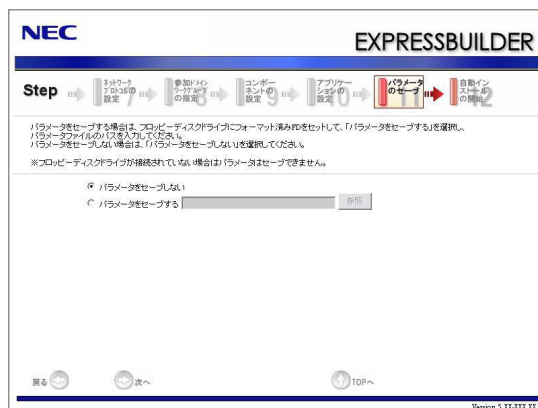 NEC
EXPRESSBUILDER
Step
ネットワーク
プロトコルの
設定 7
参加ドメイン
ワークグループ
の指定 8
コンポー
ネントの
設定 9
アプリケー
ションの
設定 10
パラメータ
のセーブ 11
自動イン
ストール
の開始 12
パラメータをセーブする場合は、フロッピーディスクドライブにフォーマット済みFDをセットして、「パラメータをセーブする」を選択し、
パラメータファイルのパスを入力してください。
パラメータをセーブしない場合は、「パラメータをセーブしない」を選択してください。
※フロッピーディスクドライブが接続されていない場合はパラメータはセーブできません。
パラメータをセーブしない
パラメータをセーブする
参照
戻る
次へ
TOPへ